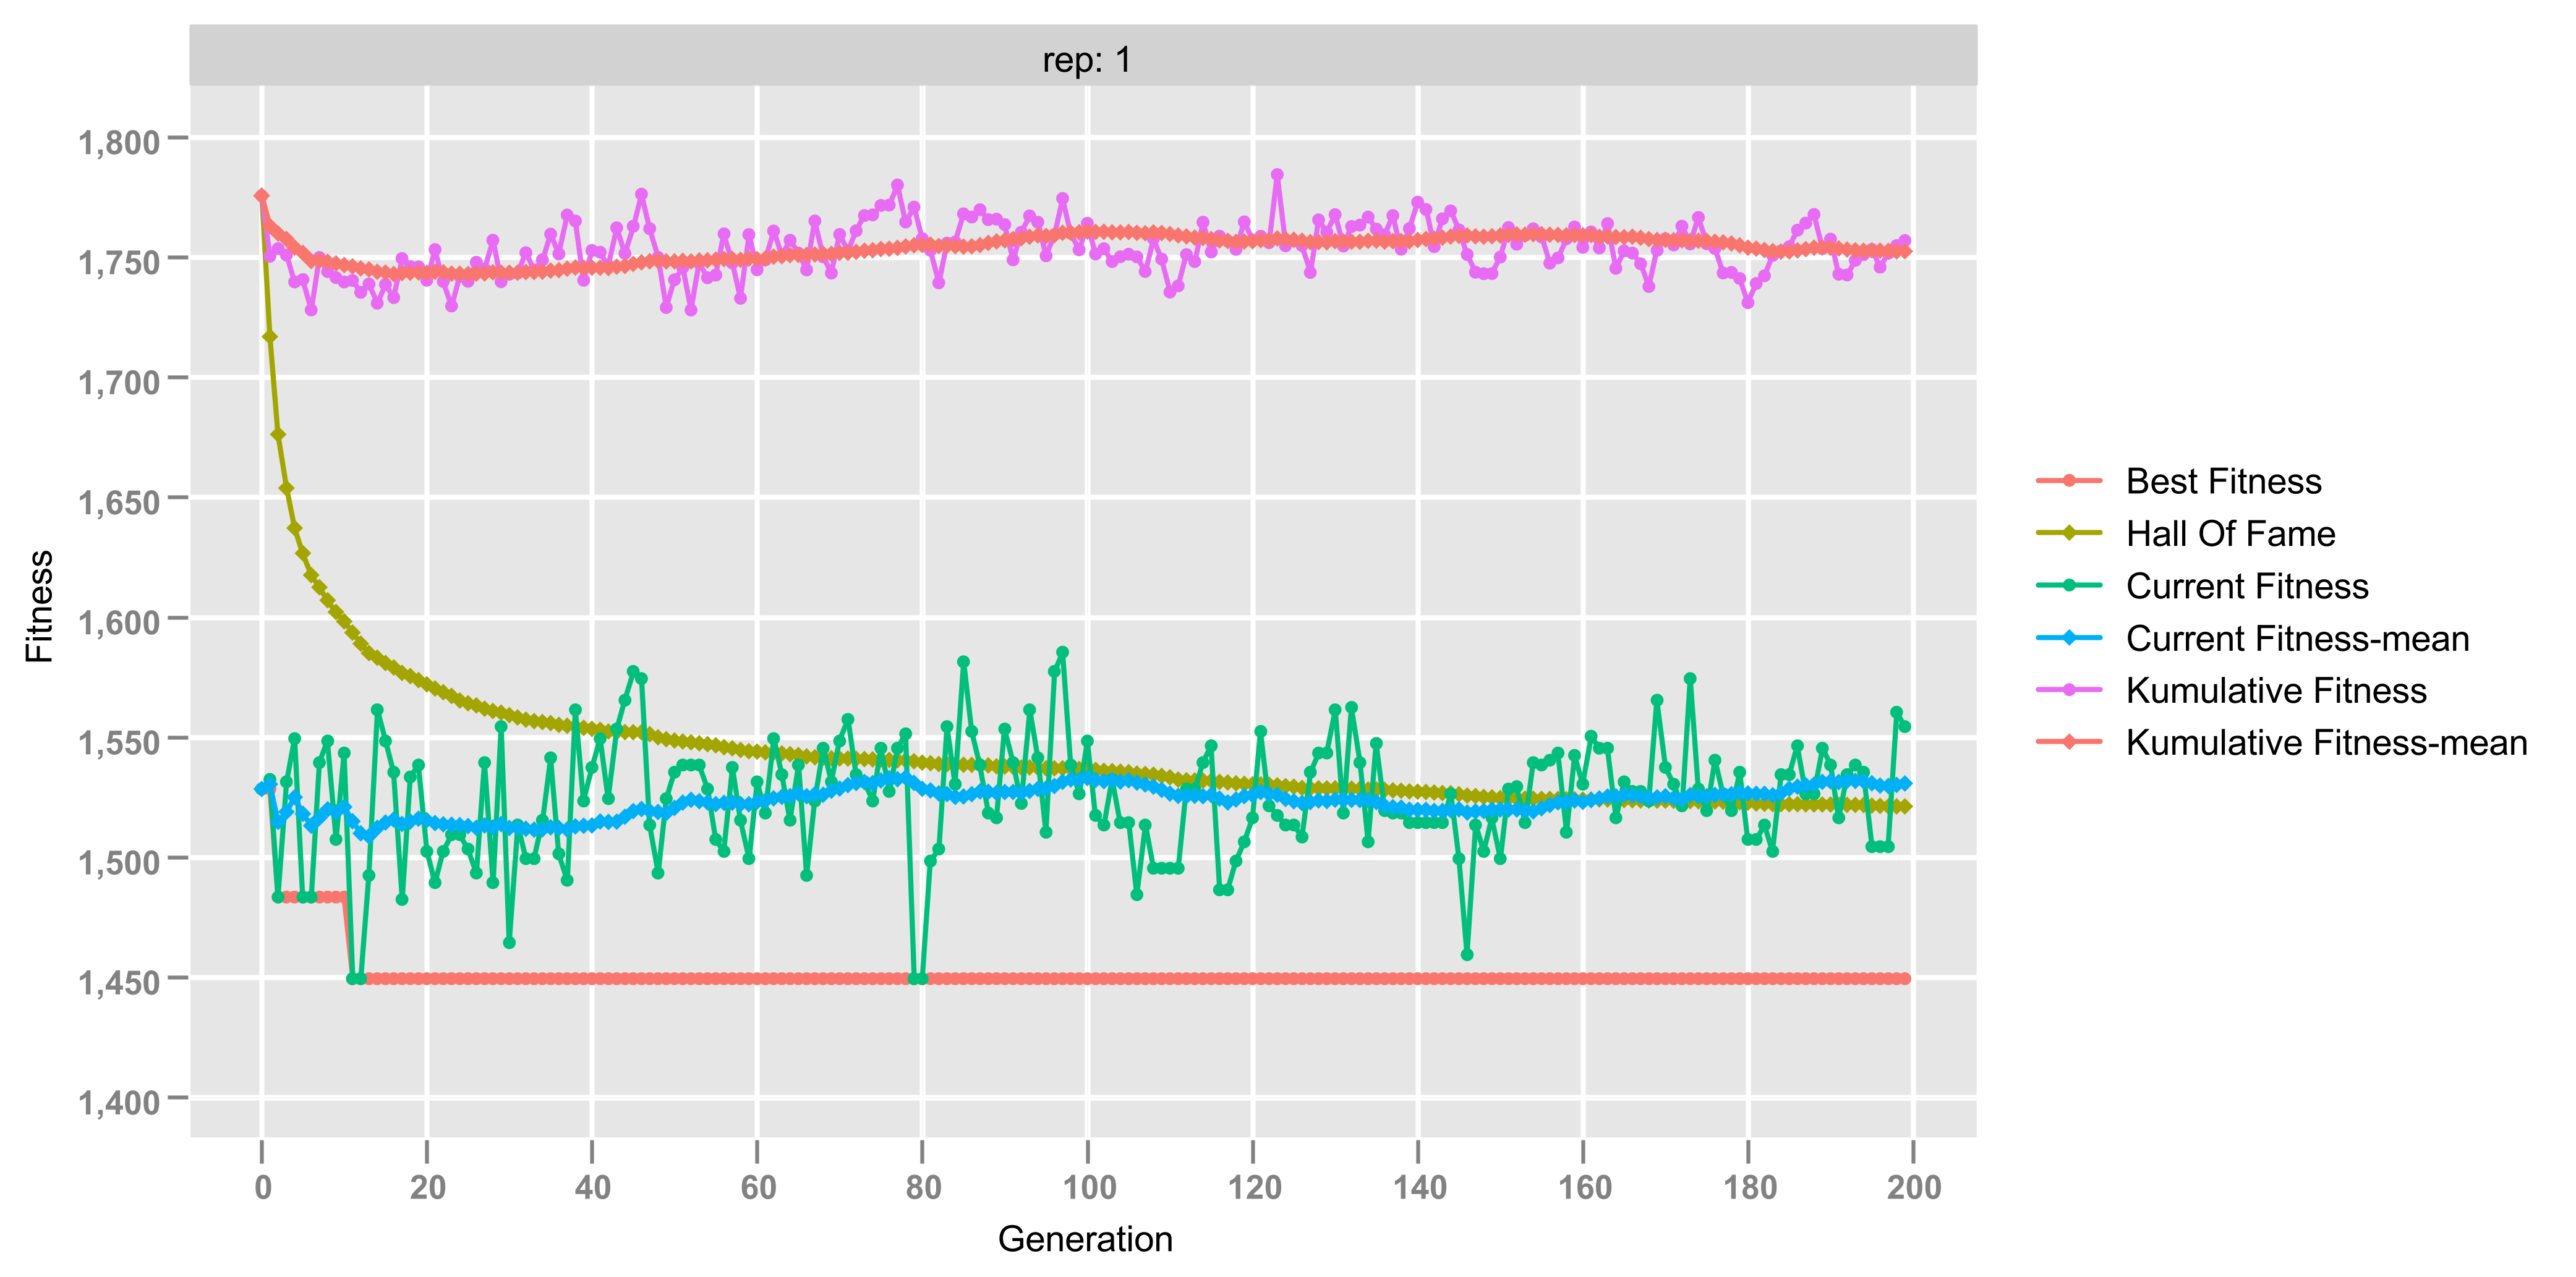 rep: 1
1,800
1,750
1,700
1,650
1,600
1,550
1,500
1,450
1,400
Fitness
0 20 40 60 80 100 120 140 160 180 200
Generation
Best Fitness
Hall Of Fame
Current Fitness
Current Fitness-mean
Kumulative Fitness
Kumulative Fitness-mean